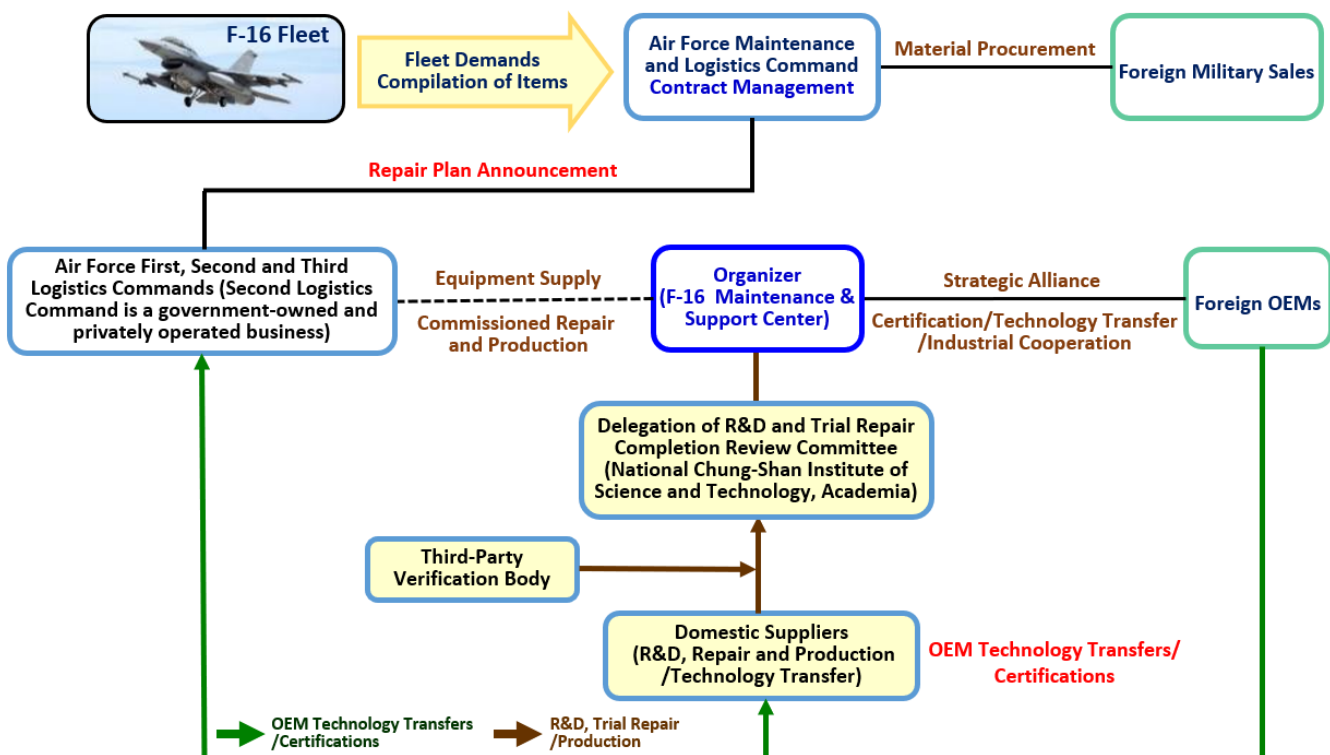 F-16 Fleet
Fleet Demands
Compilation of Items
Air Force Maintenance
and Logistics Command
Contract Management
Material Procurement
Foreign Military Sales
Repair Plan Announcement
Air Force First, Second and Third
Logistics Commands (Second Logistics
Command is a government-owned and
privately operated business)
Equipment Supply
Commissioned Repair
and Production
Organizer
(F-16 Maintenance &
Support Center)
Strategic Alliance
Certification/Technology Transfer
/Industrial Cooperation
Foreign OEMs
Delegation of R&D and Trial Repair
Completion Review Committee
(National Chung-Shan Institute of
Science and Technology, Academia)
Third-Party
Verification Body
Domestic Suppliers
(R&D, Repair and Production
/Technology Transfer)
OEM Technology Transfers/
Certifications
OEM Technology Transfers
/Certifications
R&D, Trial Repair
/Production